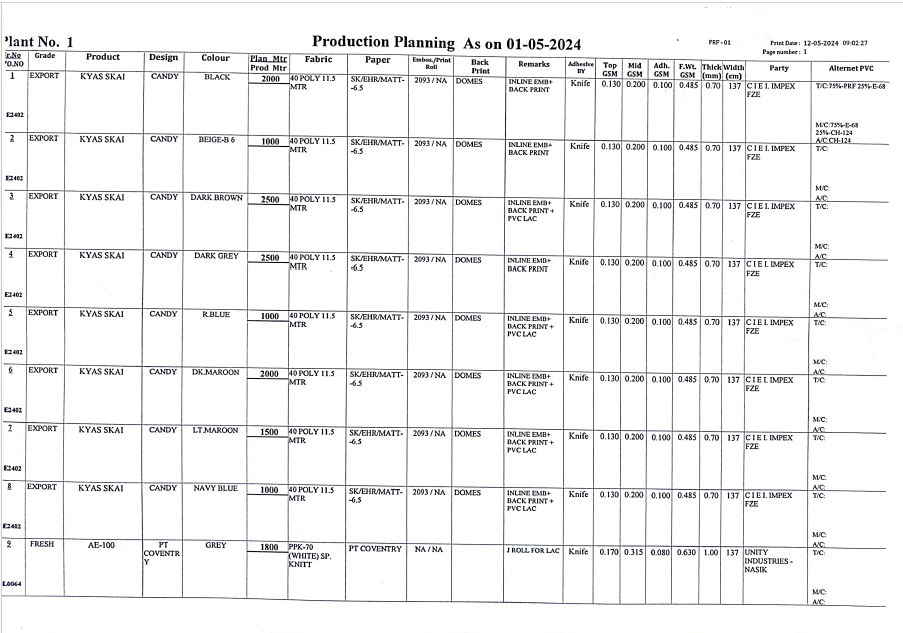 Plant No. 1
Production Planning As on 01-05-2024
PRF - 01
Print Date : 12-05-2024 09:02:27
Page number : 1
Sr.No P.O.NO Grade Product Design Colour Plan Mtr Prod Mtr Fabric Paper Embos./Print Roll Back Print Remarks Adhesive BY Top GSM Mid GSM Adh. GSM F.Wt. GSM Thick (mm) Width (cm) Party Alternet PVC
1 EXPORT KYAS SKAI CANDY BLACK 2000 40 POLY 11.5 SK/EHR/MATT- 2093 / NA DOMES INLINE EMB+ Knife 0.130 0.200 0.100 0.485 0.70 137 C I E I. IMPEX T/C:75%-PRF 25%-E-68
MTR -6.5 BACK PRINT FZE
E2402
M/C:75%-E-68
25%-CH-124
A/C:CH-124
2 EXPORT KYAS SKAI CANDY BEIGE-B 6 1000 40 POLY 11.5 SK/EHR/MATT- 2093 / NA DOMES INLINE EMB+ Knife 0.130 0.200 0.100 0.485 0.70 137 C I E I. IMPEX T/C:
MTR -6.5 BACK PRINT FZE
E2402 M/C:
A/C:
3 EXPORT KYAS SKAI CANDY DARK BROWN 2500 40 POLY 11.5 SK/EHR/MATT- 2093 / NA DOMES INLINE EMB+ Knife 0.130 0.200 0.100 0.485 0.70 137 C I E I. IMPEX T/C:
MTR -6.5 BACK PRINT + FZE
PVC LAC
E2402 M/C:
A/C:
4 EXPORT KYAS SKAI CANDY DARK GREY 2500 40 POLY 11.5 SK/EHR/MATT- 2093 / NA DOMES INLINE EMB+ Knife 0.130 0.200 0.100 0.485 0.70 137 C I E I. IMPEX T/C:
MTR -6.5 BACK PRINT FZE
E2402 M/C:
A/C:
5 EXPORT KYAS SKAI CANDY R.BLUE 1000 40 POLY 11.5 SK/EHR/MATT- 2093 / NA DOMES INLINE EMB+ Knife 0.130 0.200 0.100 0.485 0.70 137 C I E I. IMPEX T/C:
MTR -6.5 BACK PRINT + FZE
PVC LAC
E2402 M/C:
A/C:
6 EXPORT KYAS SKAI CANDY DK.MAROON 2000 40 POLY 11.5 SK/EHR/MATT- 2093 / NA DOMES INLINE EMB+ Knife 0.130 0.200 0.100 0.485 0.70 137 C I E I. IMPEX T/C:
MTR -6.5 BACK PRINT + FZE
PVC LAC
E2402 M/C:
A/C:
7 EXPORT KYAS SKAI CANDY LT.MAROON 1500 40 POLY 11.5 SK/EHR/MATT- 2093 / NA DOMES INLINE EMB+ Knife 0.130 0.200 0.100 0.485 0.70 137 C I E I. IMPEX T/C:
MTR -6.5 BACK PRINT + FZE
PVC LAC
E2402 M/C:
A/C:
8 EXPORT KYAS SKAI CANDY NAVY BLUE 1000 40 POLY 11.5 SK/EHR/MATT- 2093 / NA DOMES INLINE EMB+ Knife 0.130 0.200 0.100 0.485 0.70 137 C I E I. IMPEX T/C:
MTR -6.5 BACK PRINT + FZE
PVC LAC
E2402 M/C:
A/C:
9 FRESH AE-100 PT GREY 1800 PPK-70 PT COVENTRY NA / NA J ROLL FOR LAC Knife 0.170 0.315 0.080 0.630 1.00 137 UNITY T/C:
COVENTR (WHITE) SP. INDUSTRIES -
Y KNITT NASIK
L0064 M/C:
A/C: